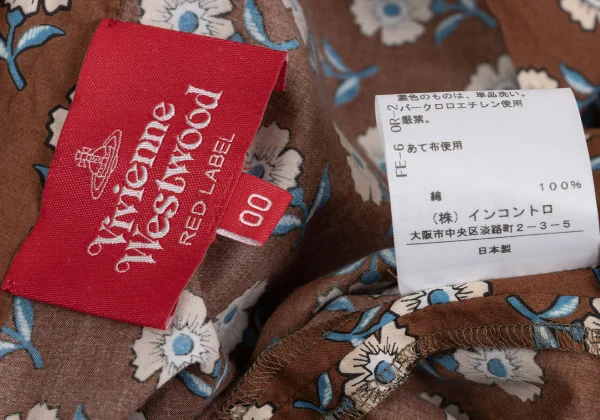 Vivienne
Westwood
RED LABEL
00
濃色のものは、単品洗い。
パークロロエチレン使用
厳禁。
あて布使用
FE-6 OR-2
綿 100%
(株) インコントロ
大阪市中央区淡路町2-3-5
日本製